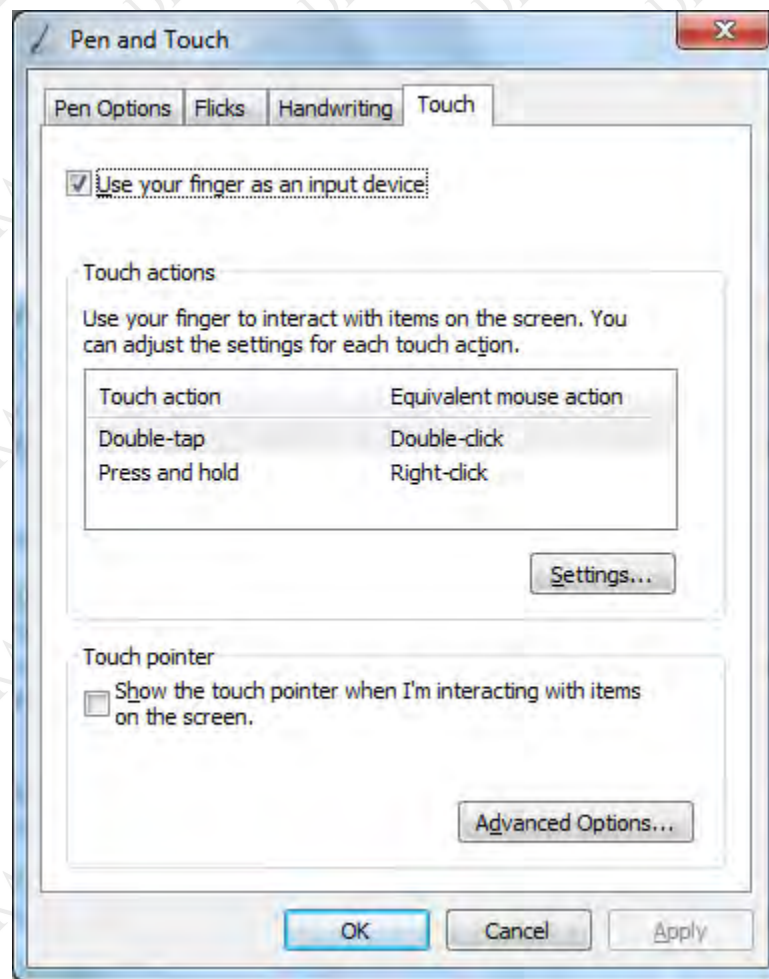 Pen and Touch
Pen Options Flicks Handwriting Touch
Use your finger as an input device
Touch actions
Use your finger to interact with items on the screen. You
can adjust the settings for each touch action.
Touch action Equivalent mouse action
Double-tap Double-click
Press and hold Right-click
Settings...
Touch pointer
Show the touch pointer when I'm interacting with items
on the screen.
Advanced Options...
OK Cancel Apply